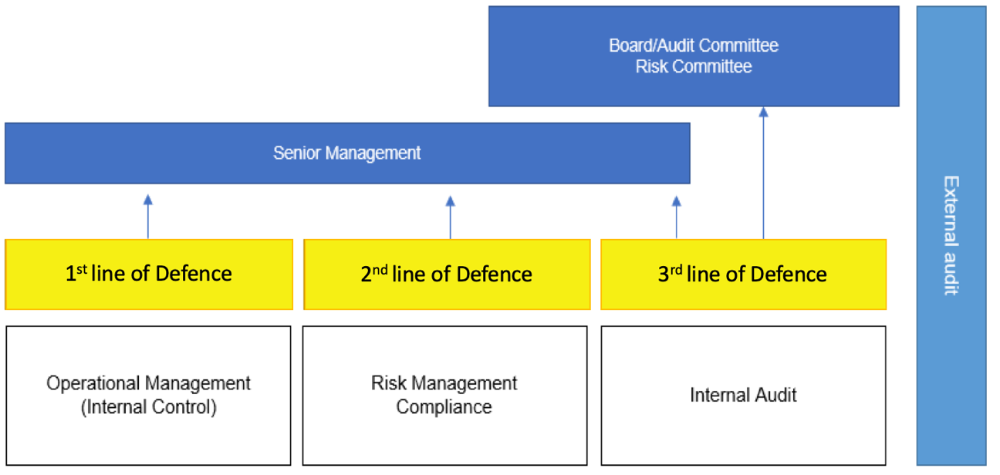 Board/Audit Committee
Risk Committee
Senior Management
External audit
1st line of Defence
2nd line of Defence
3rd line of Defence
Operational Management
(Internal Control)
Risk Management
Compliance
Internal Audit